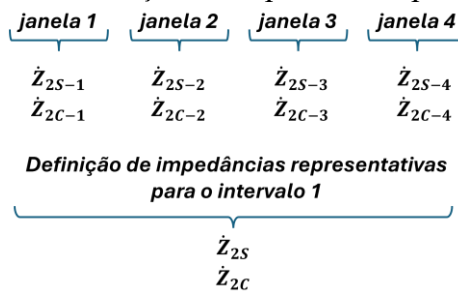 janela 1 janela 2 janela 3 janela 4
Ż2S−1 Ż2S−2 Ż2S−3 Ż2S−4
Ż2C−1 Ż2C−2 Ż2C−3 Ż2C−4
Definição de impedâncias representativas
para o intervalo 1
Ż2S
Ż2C